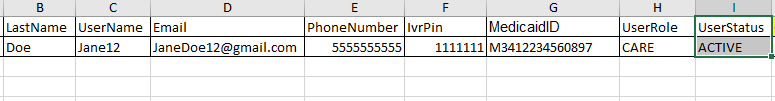 B C D E F G H I
LastName UserName Email PhoneNumber IvrPin MedicaidID UserRole UserStatus
Doe Jane12 JaneDoe12@gmail.com 5555555555 1111111 M3412234560897 CARE ACTIVE